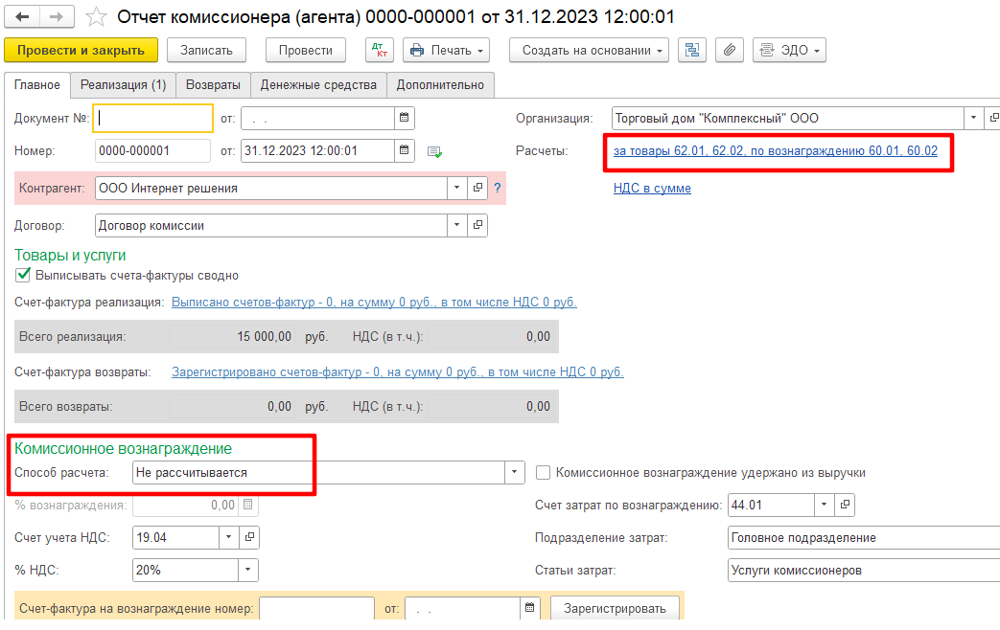 Отчет комиссионера (агента) 0000-000001 от 31.12.2023 12:00:01
Провести и закрыть Записать Провести Дт Кт Печать Создать на основании ЭДО
Главное Реализация (1) Возвраты Денежные средства Дополнительно
Документ №: от: . . Организация: Торговый дом "Комплексный" ООО
Номер: 0000-000001 от: 31.12.2023 12:00:01 Расчеты: за товары 62.01, 62.02, по вознаграждению 60.01, 60.02
Контрагент: ООО Интернет решения ? НДС в сумме
Договор: Договор комиссии
Товары и услуги
Выписывать счета-фактуры сводно
Счет-фактура реализация: Выписано счетов-фактур - 0, на сумму 0 руб., в том числе НДС 0 руб.
Всего реализация: 15 000,00 руб. НДС (в т.ч.): 0,00
Счет-фактура возвраты: Зарегистрировано счетов-фактур - 0, на сумму 0 руб., в том числе НДС 0 руб.
Всего возвраты: 0,00 руб. НДС (в т.ч.): 0,00
Комиссионное вознаграждение
Способ расчета: Не рассчитывается Комиссионное вознаграждение удержано из выручки
% вознаграждения: 0,00 Счет затрат по вознаграждению: 44.01
Счет учета НДС: 19.04 Подразделение затрат: Головное подразделение
% НДС: 20% Статьи затрат: Услуги комиссионеров
Счет-фактура на вознаграждение номер: от: . . Зарегистрировать